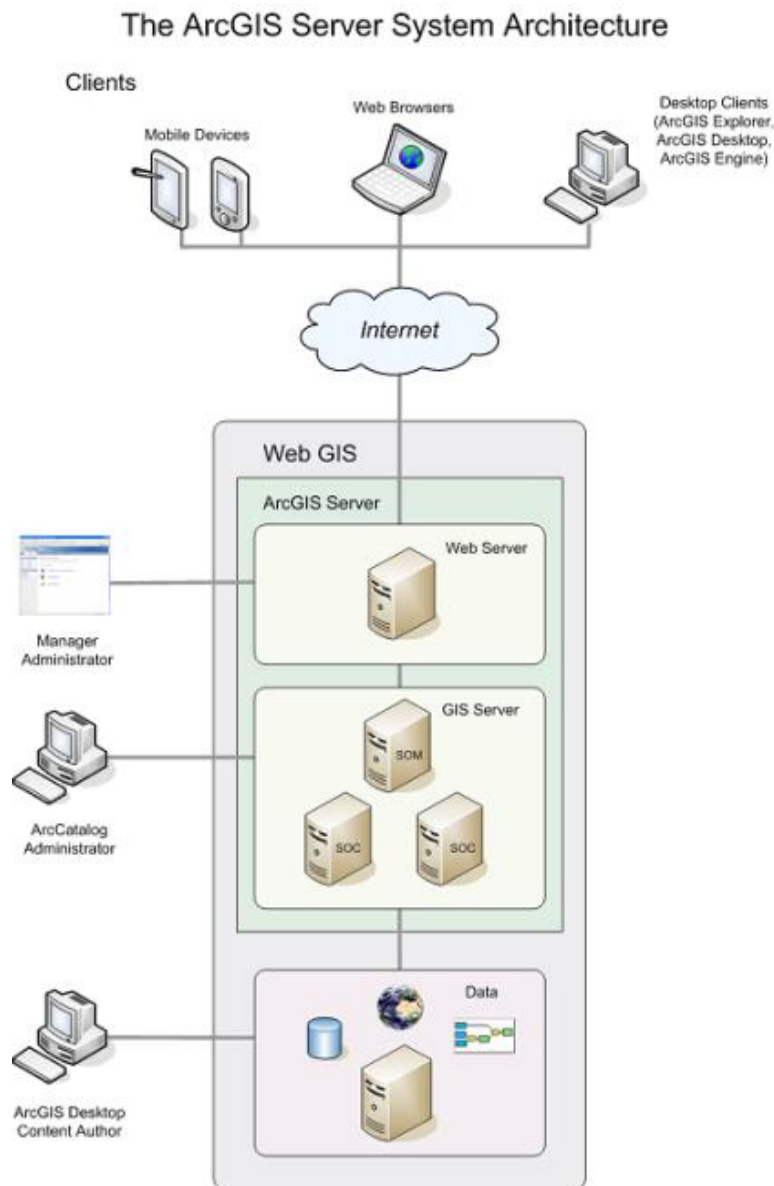 The ArcGIS Server System Architecture
Clients
Mobile Devices
Web Browsers
Desktop Clients
(ArcGIS Explorer,
ArcGIS Desktop,
ArcGIS Engine)
Internet
Web GIS
ArcGIS Server
Web Server
Manager
Administrator
GIS Server
SOM
SOC
SOC
ArcCatalog
Administrator
Data
ArcGIS Desktop
Content Author